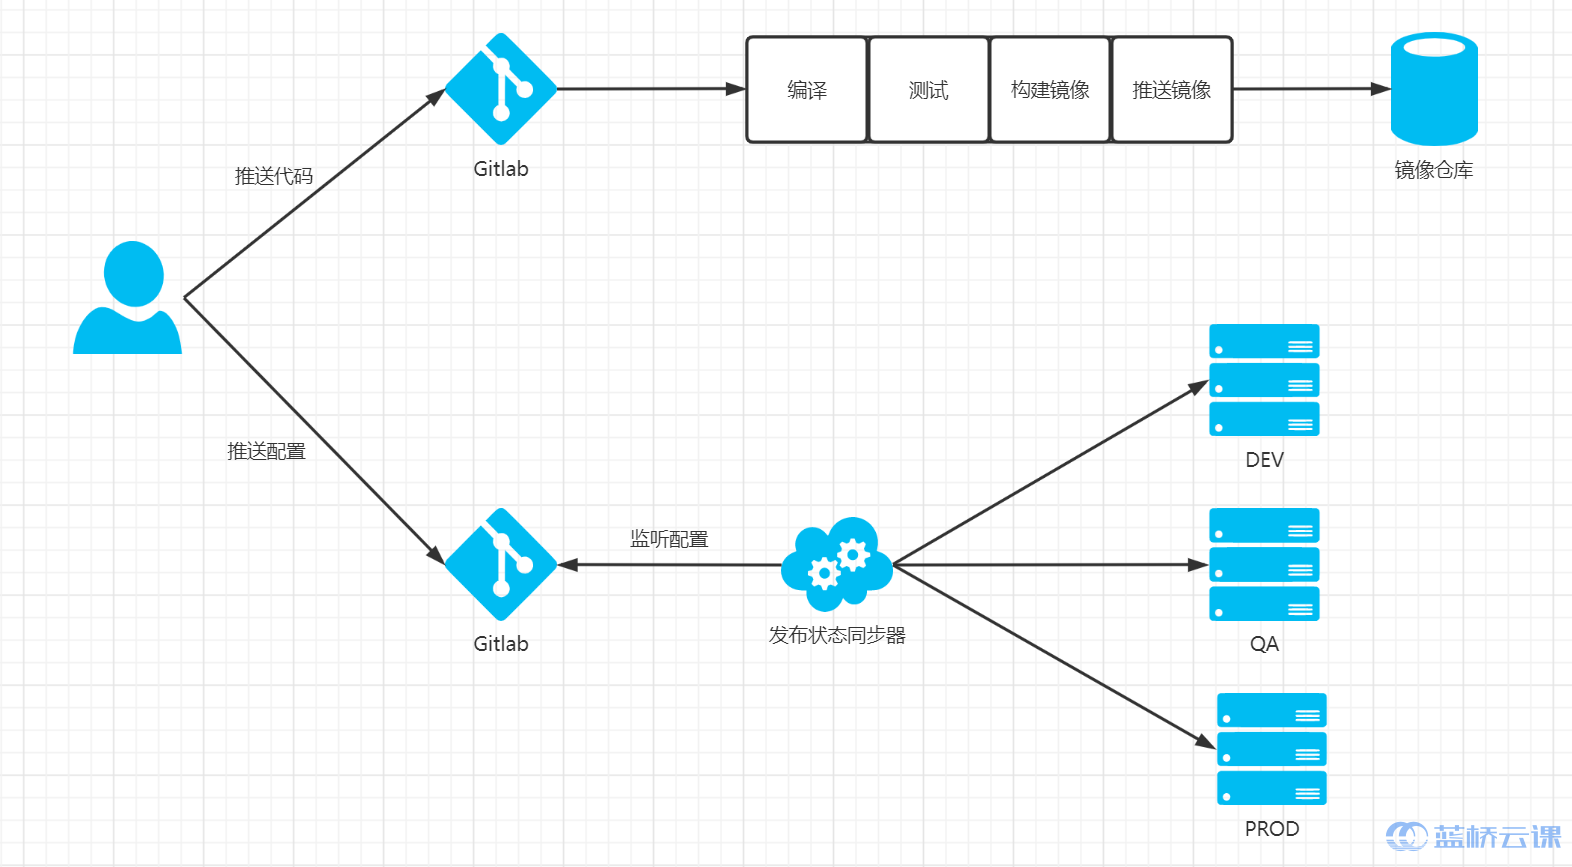 编译
测试
构建镜像
推送镜像
Gitlab
镜像仓库
推送代码
推送配置
DEV
监听配置
Gitlab
发布状态同步器
QA
PROD
蓝桥云课